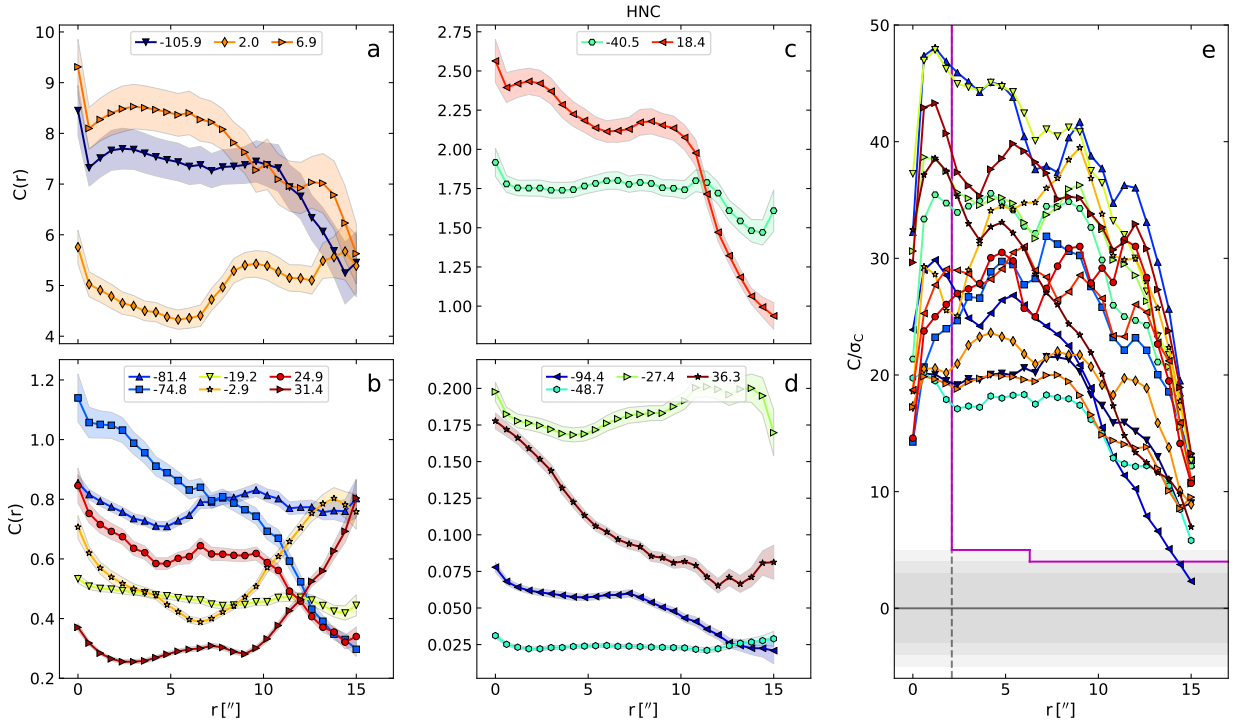 HNC
-105.9 2.0 6.9
a
C(r)
10
9
8
7
6
5
4
-40.5 18.4
c
2.75
2.50
2.25
2.00
1.75
1.50
1.25
1.00
e
C/σC
50
40
30
20
10
0
0 5 10 15
r [′′]
-81.4 -19.2 24.9
-74.8 -2.9 31.4
b
C(r)
1.2
1.0
0.8
0.6
0.4
0.2
0 5 10 15
r [′′]
-94.4 -27.4 36.3
-48.7
d
0.200
0.175
0.150
0.125
0.100
0.075
0.050
0.025
0 5 10 15
r [′′]